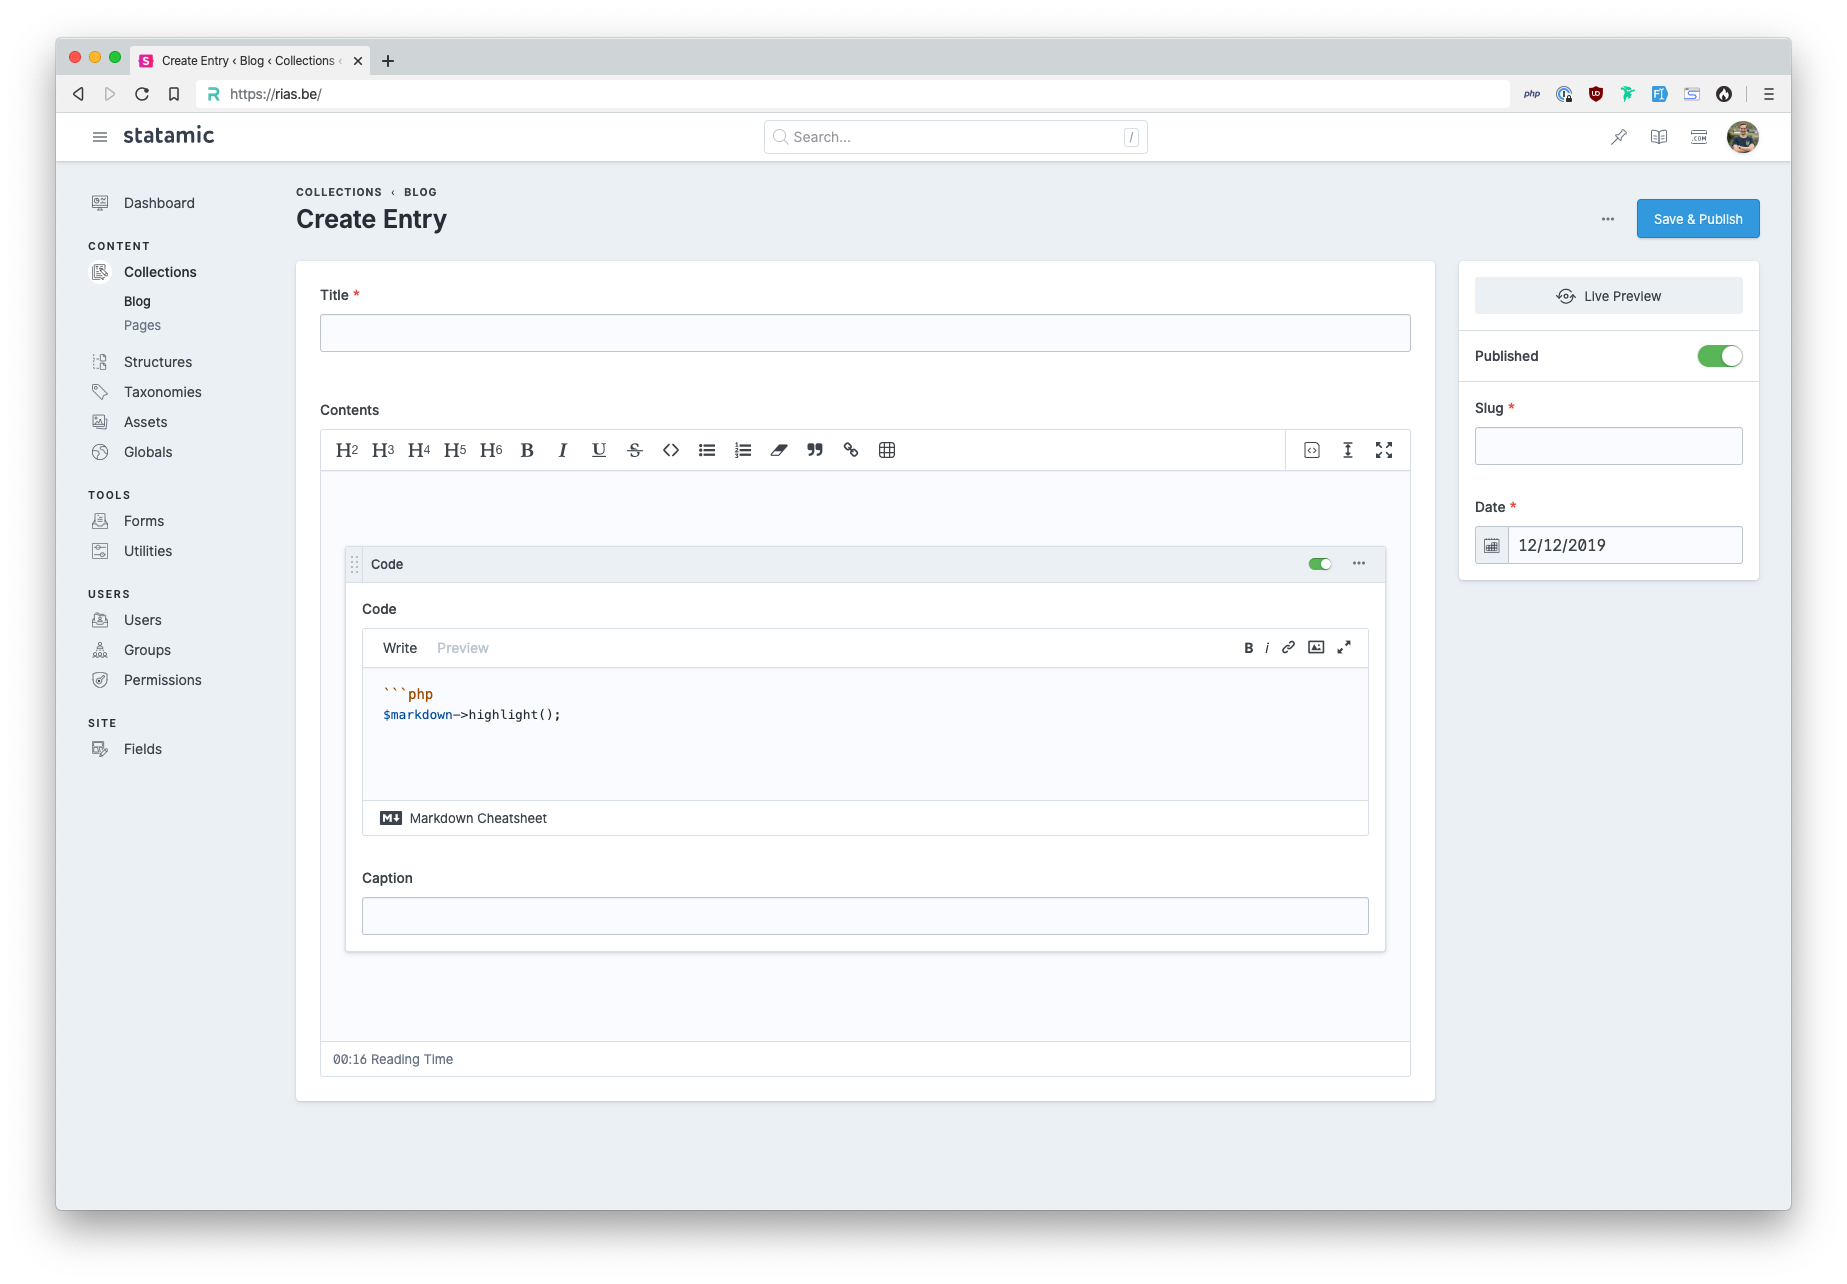 Create Entry ‹ Blog ‹ Collections ‹
https://rias.be/
php
statamic
Search...
/
.COM
Dashboard
CONTENT
Collections
Blog
Pages
Structures
Taxonomies
Assets
Globals
TOOLS
Forms
Utilities
USERS
Users
Groups
Permissions
SITE
Fields
COLLECTIONS ‹ BLOG
Create Entry
Save & Publish
Title *
Contents
H2 H3 H4 H5 H6 B I U S
Code
Code
Write Preview
B i
```php
$markdown->highlight();
M↓ Markdown Cheatsheet
Caption
00:16 Reading Time
Live Preview
Published
Slug *
Date *
12/12/2019